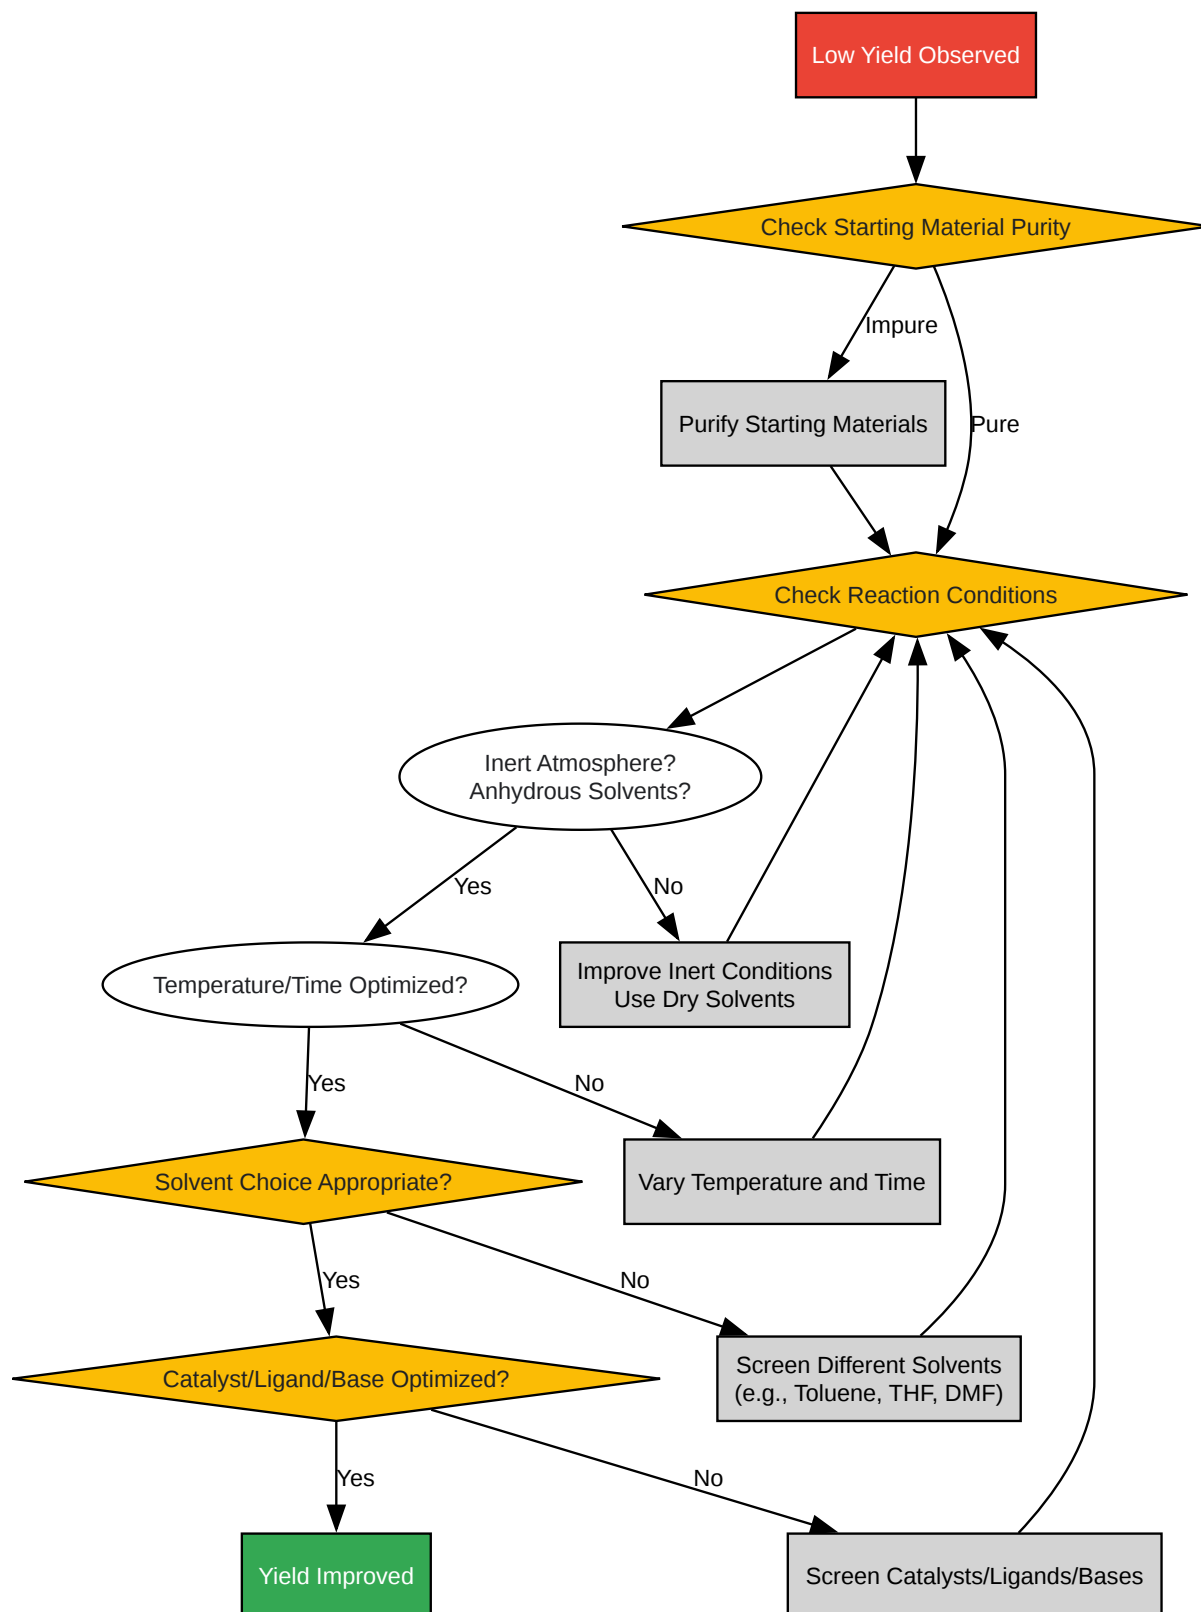 Low Yield Observed
Check Starting Material Purity
Impure
Purify Starting Materials
Pure
Check Reaction Conditions
Inert Atmosphere?
Anhydrous Solvents?
Yes
No
Temperature/Time Optimized?
Improve Inert Conditions
Use Dry Solvents
Yes
No
Solvent Choice Appropriate?
Vary Temperature and Time
Yes
No
Catalyst/Ligand/Base Optimized?
Screen Different Solvents
(e.g., Toluene, THF, DMF)
Yes
No
Yield Improved
Screen Catalysts/Ligands/Bases